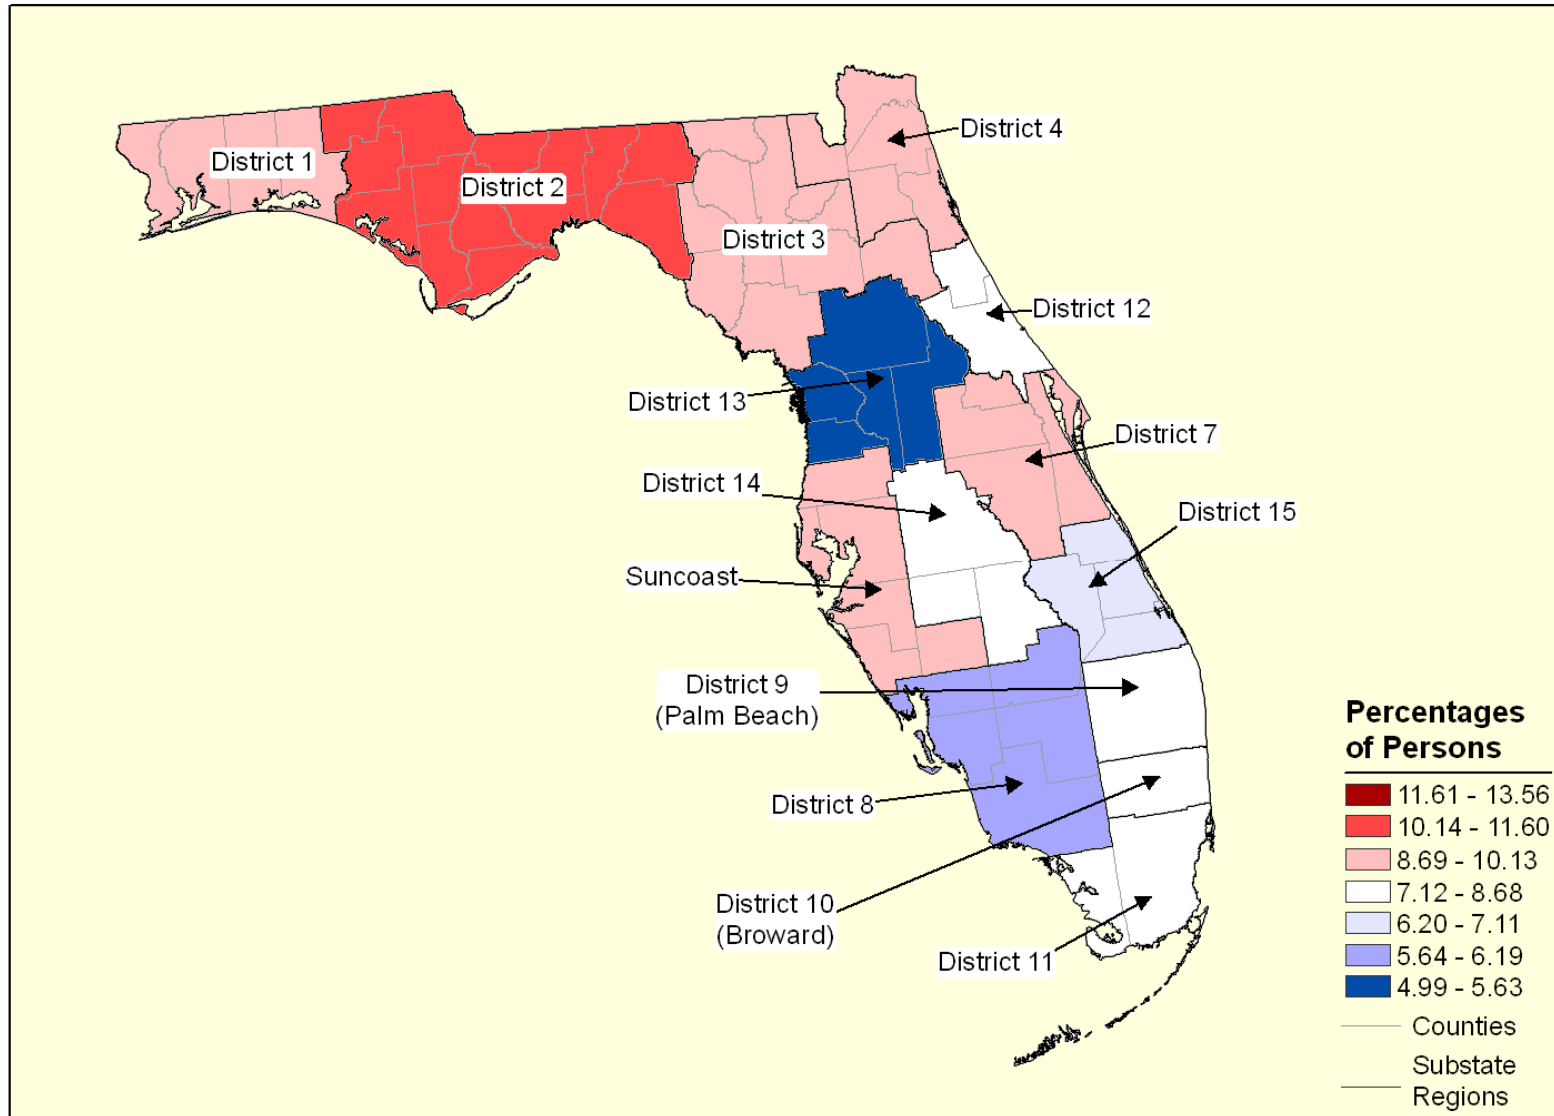 District 4
District 1
District 2
District 3
District 12
District 13
District 7
District 14
District 15
Suncoast
District 9
(Palm Beach)
District 8
District 10
(Broward)
District 11
Percentages
of Persons
11.61 - 13.56
10.14 - 11.60
8.69 - 10.13
7.12 - 8.68
6.20 - 7.11
5.64 - 6.19
4.99 - 5.63
Counties
Substate
Regions